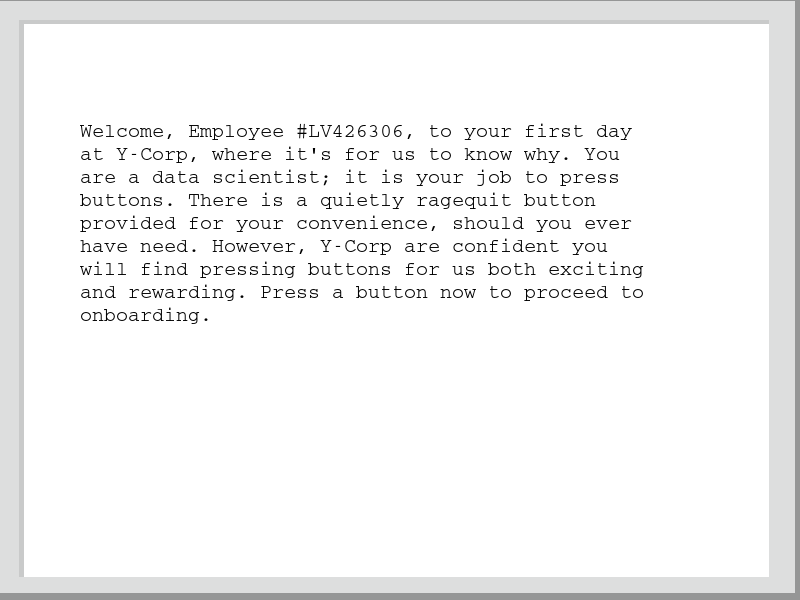 Welcome, Employee #LV426306, to your first day
at Y-Corp, where it's for us to know why. You
are a data scientist; it is your job to press
buttons. There is a quietly ragequit button
provided for your convenience, should you ever
have need. However, Y-Corp are confident you
will find pressing buttons for us both exciting
and rewarding. Press a button now to proceed to
onboarding.